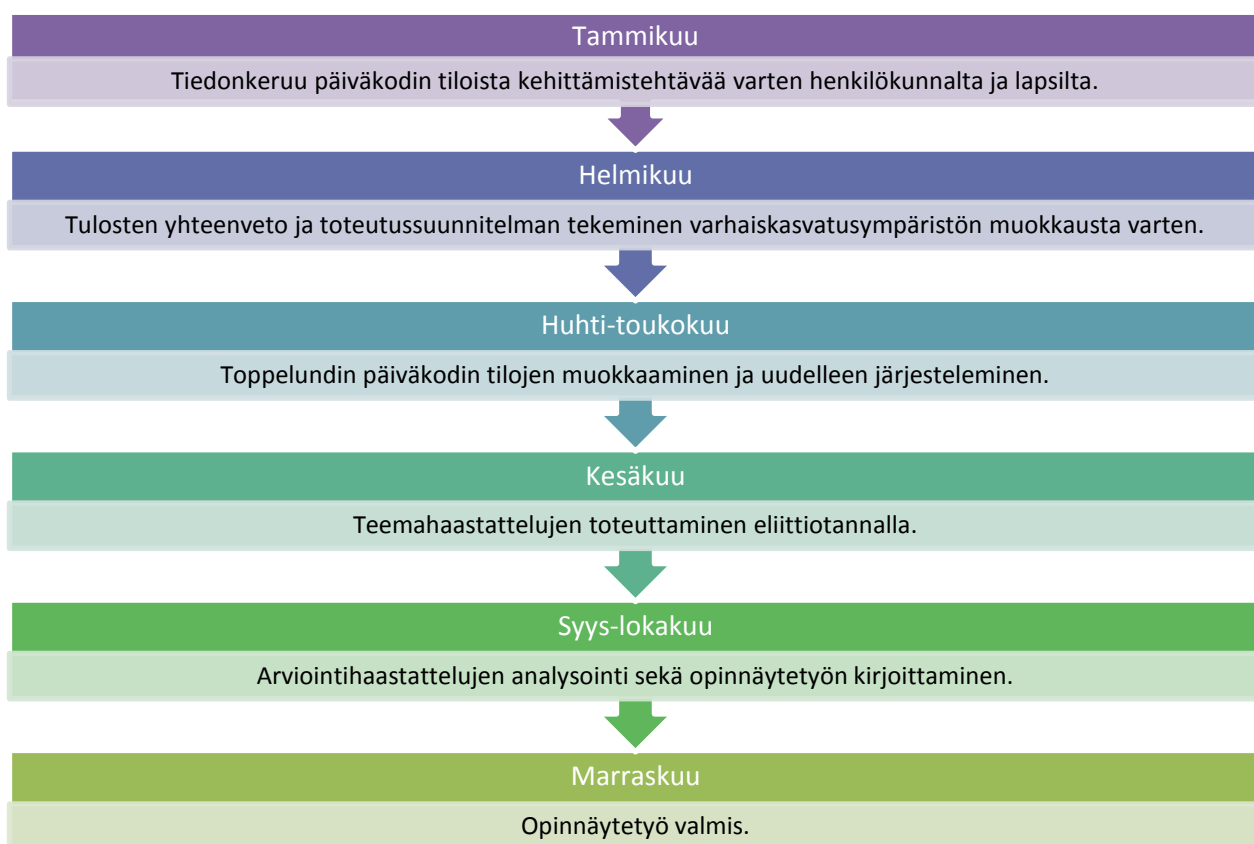 Tammikuu
Tiedonkeruu päiväkodin tiloista kehittämistehtävää varten henkilökunnalta ja lapsilta.
Helmikuu
Tulosten yhteenveto ja toteutussuunnitelman tekeminen varhaiskasvatusympäristön muokkausta varten.
Huhti-toukokuu
Toppelundin päiväkodin tilojen muokkaaminen ja uudelleen järjesteleminen.
Kesäkuu
Teemahaastattelujen toteuttaminen eliittiotannalla.
Syys-lokakuu
Arviointihaastattelujen analysointi sekä opinnäytetyön kirjoittaminen.
Marraskuu
Opinnäytetyö valmis.